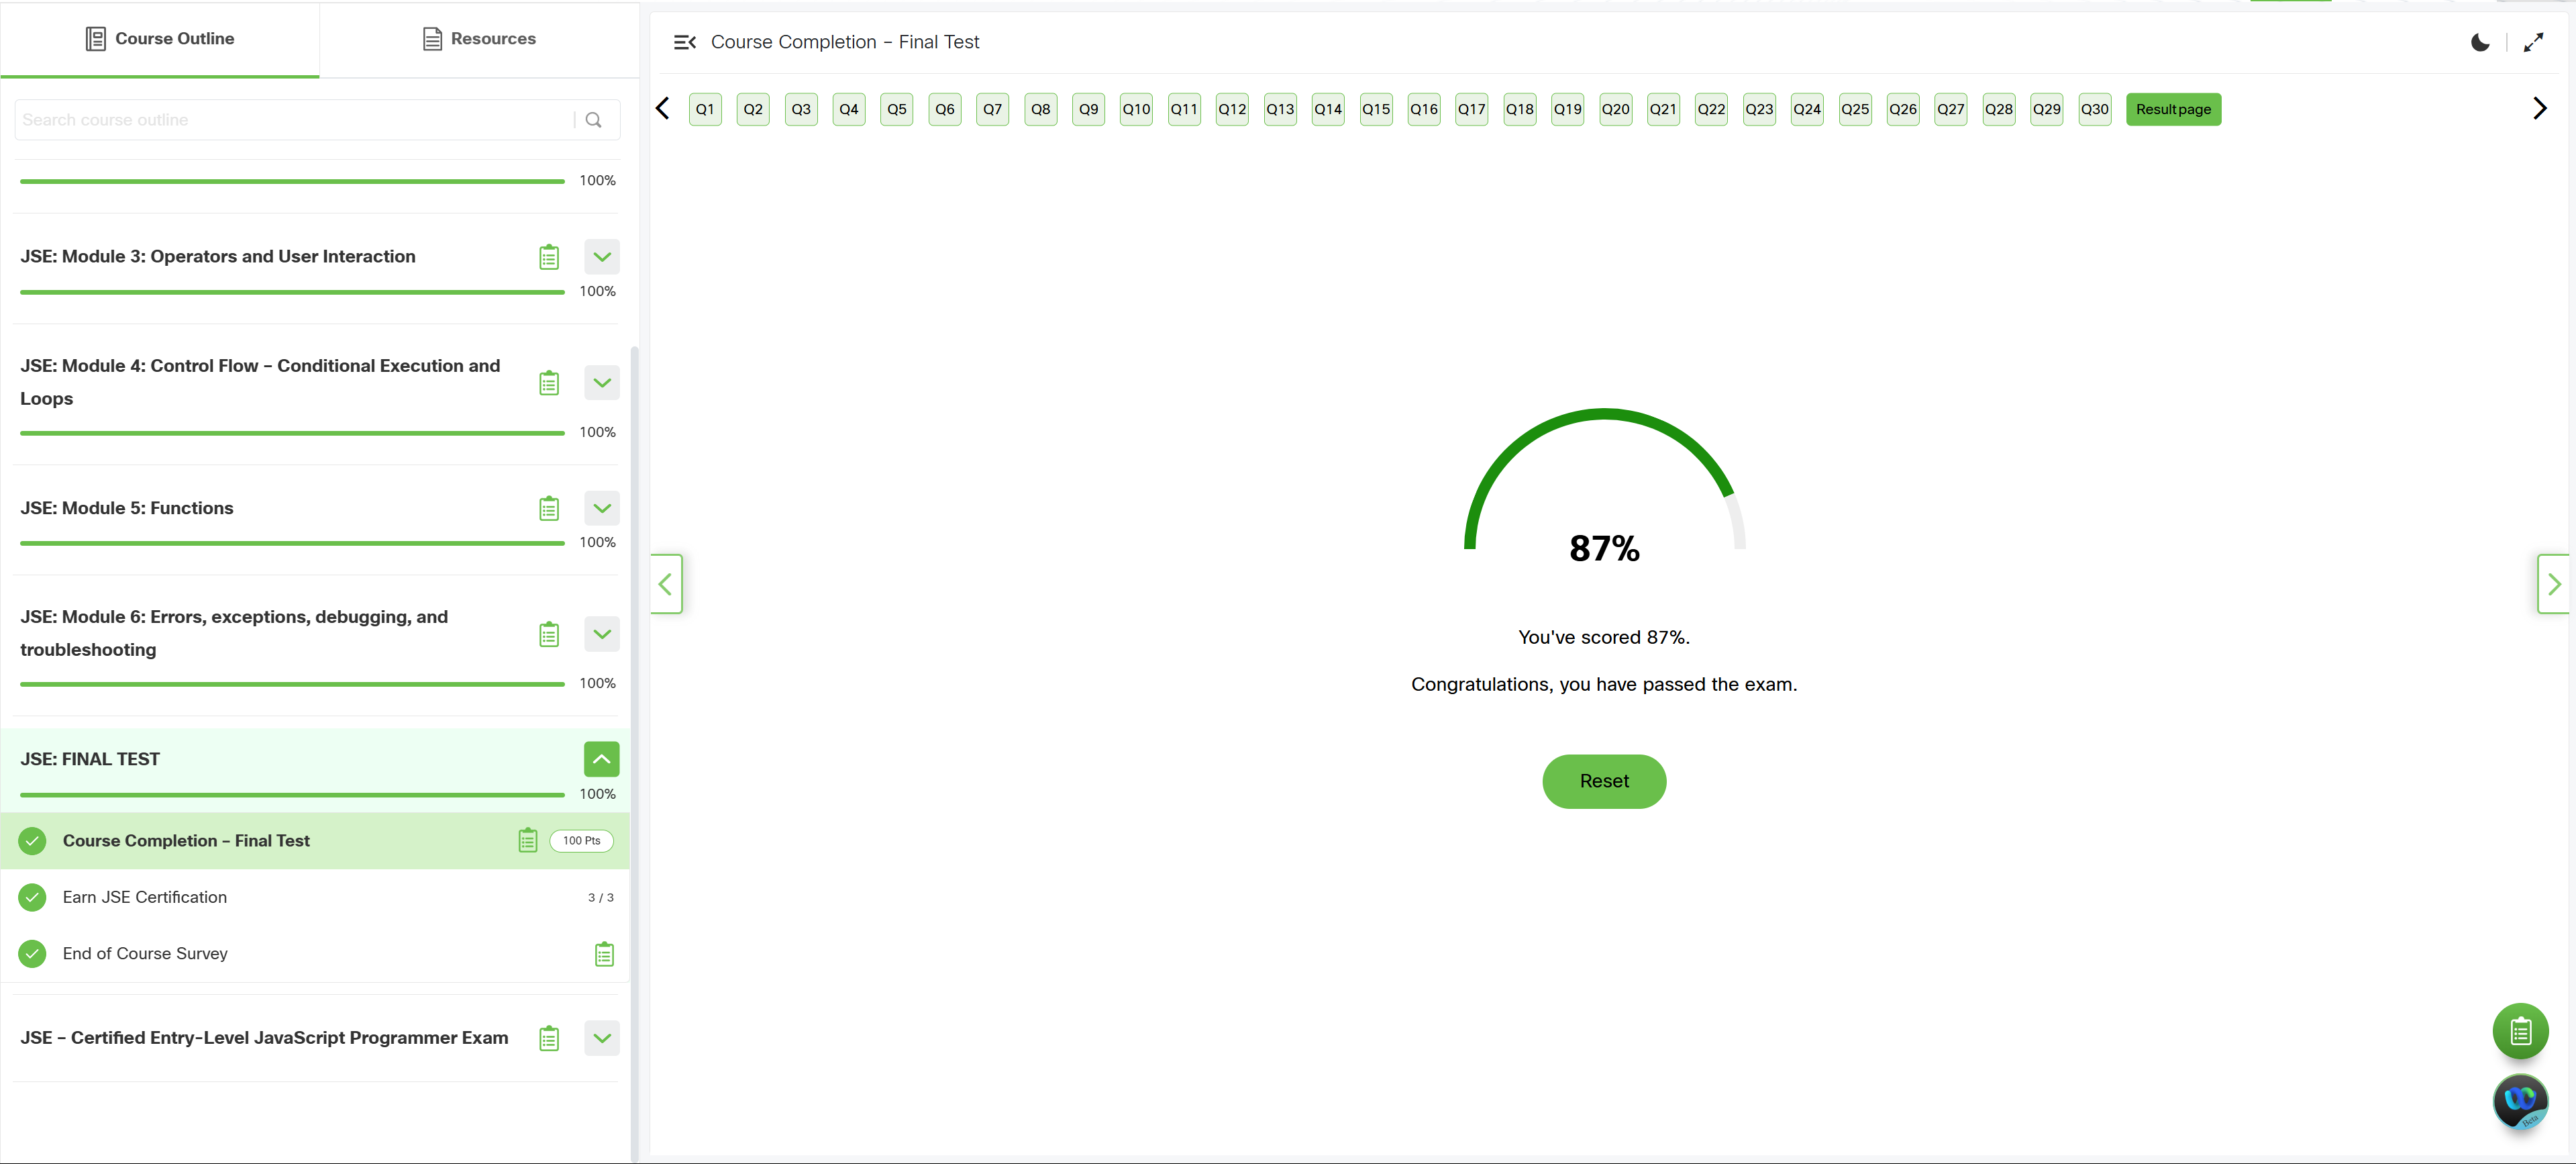 Course Outline
Resources
Search course outline
100%
JSE: Module 3: Operators and User Interaction
100%
JSE: Module 4: Control Flow – Conditional Execution and
Loops
100%
JSE: Module 5: Functions
100%
JSE: Module 6: Errors, exceptions, debugging, and
troubleshooting
100%
JSE: FINAL TEST
100%
Course Completion – Final Test
100 Pts
Earn JSE Certification
3 / 3
End of Course Survey
JSE – Certified Entry-Level JavaScript Programmer Exam
Course Completion – Final Test
Q1 Q2 Q3 Q4 Q5 Q6 Q7 Q8 Q9 Q10 Q11 Q12 Q13 Q14 Q15 Q16 Q17 Q18 Q19 Q20 Q21 Q22 Q23 Q24 Q25 Q26 Q27 Q28 Q29 Q30 Result page
87%
You've scored 87%.
Congratulations, you have passed the exam.
Reset
Beta